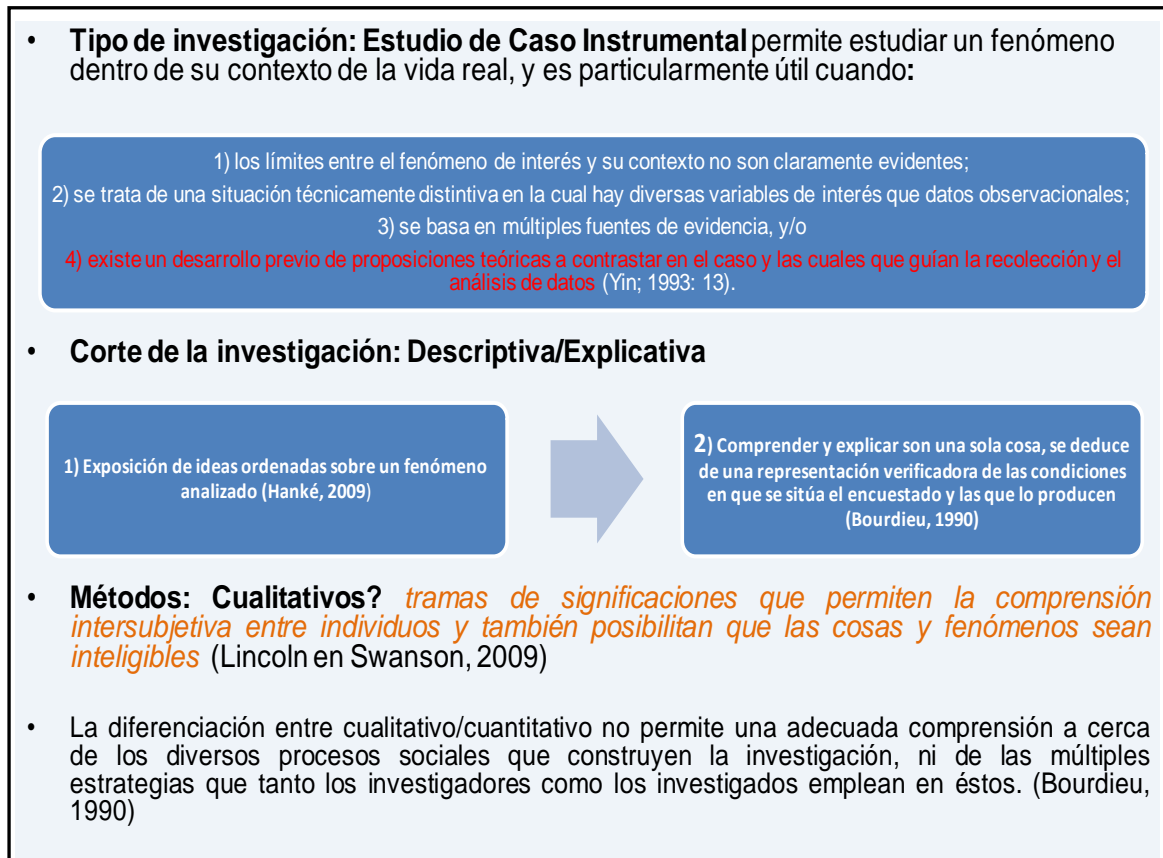 • Tipo de investigación: Estudio de Caso Instrumental permite estudiar un fenómeno
dentro de su contexto de la vida real, y es particularmente útil cuando:
1) los límites entre el fenómeno de interés y su contexto no son claramente evidentes;
2) se trata de una situación técnicamente distintiva en la cual hay diversas variables de interés que datos observacionales;
3) se basa en múltiples fuentes de evidencia, y/o
4) existe un desarrollo previo de proposiciones teóricas a contrastar en el caso y las cuales que guían la recolección y el
análisis de datos (Yin; 1993: 13).
• Corte de la investigación: Descriptiva/Explicativa
1) Exposición de ideas ordenadas sobre un fenómeno
analizado (Hanké, 2009)
2) Comprender y explicar son una sola cosa, se deduce
de una representación verificadora de las condiciones
en que se sitúa el encuestado y las que lo producen
(Bourdieu, 1990)
• Métodos: Cualitativos? tramas de significaciones que permiten la comprensión
intersubjetiva entre individuos y también posibilitan que las cosas y fenómenos sean
inteligibles (Lincoln en Swanson, 2009)
• La diferenciación entre cualitativo/cuantitativo no permite una adecuada comprensión a cerca
de los diversos procesos sociales que construyen la investigación, ni de las múltiples
estrategias que tanto los investigadores como los investigados emplean en éstos. (Bourdieu,
1990)